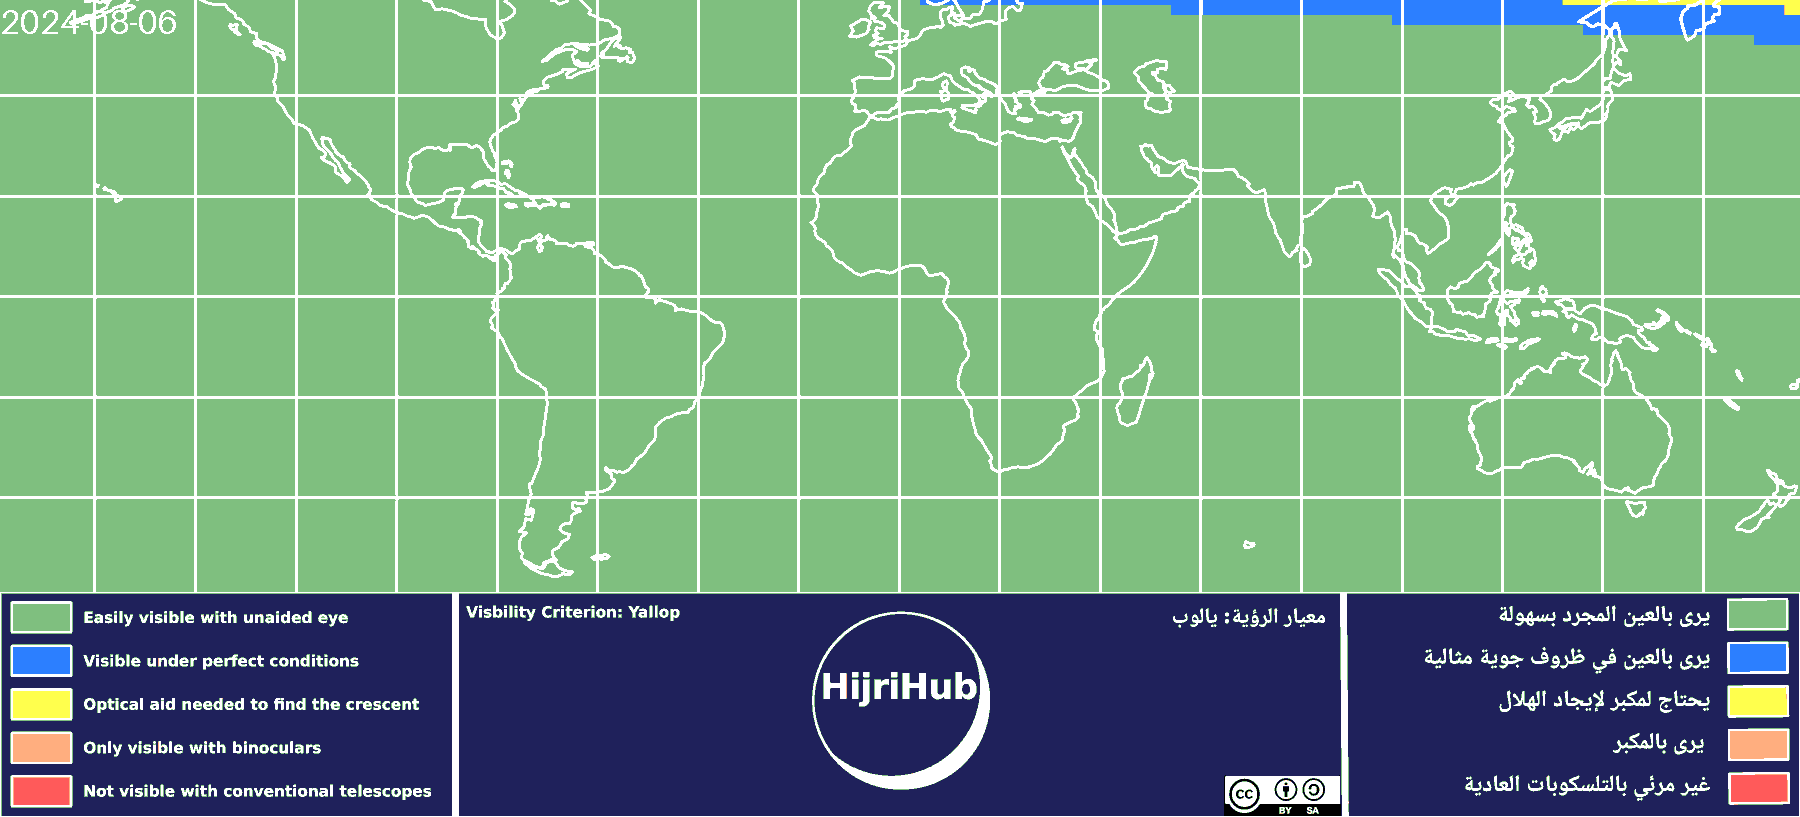 2024-08-06
Easily visible with unaided eye
Visible under perfect conditions
Optical aid needed to find the crescent
Only visible with binoculars
Not visible with conventional telescopes
Visbility Criterion: Yallop
معيار الرؤية: يالوب
HijriHub
cc
BY SA
يرى بالعين المجرد بسهولة
يرى بالعين في ظروف جوية مثالية
يحتاج لمكبر لإيجاد الهلال
يرى بالمكبر
غير مرئي بالتلسكوبات العادية